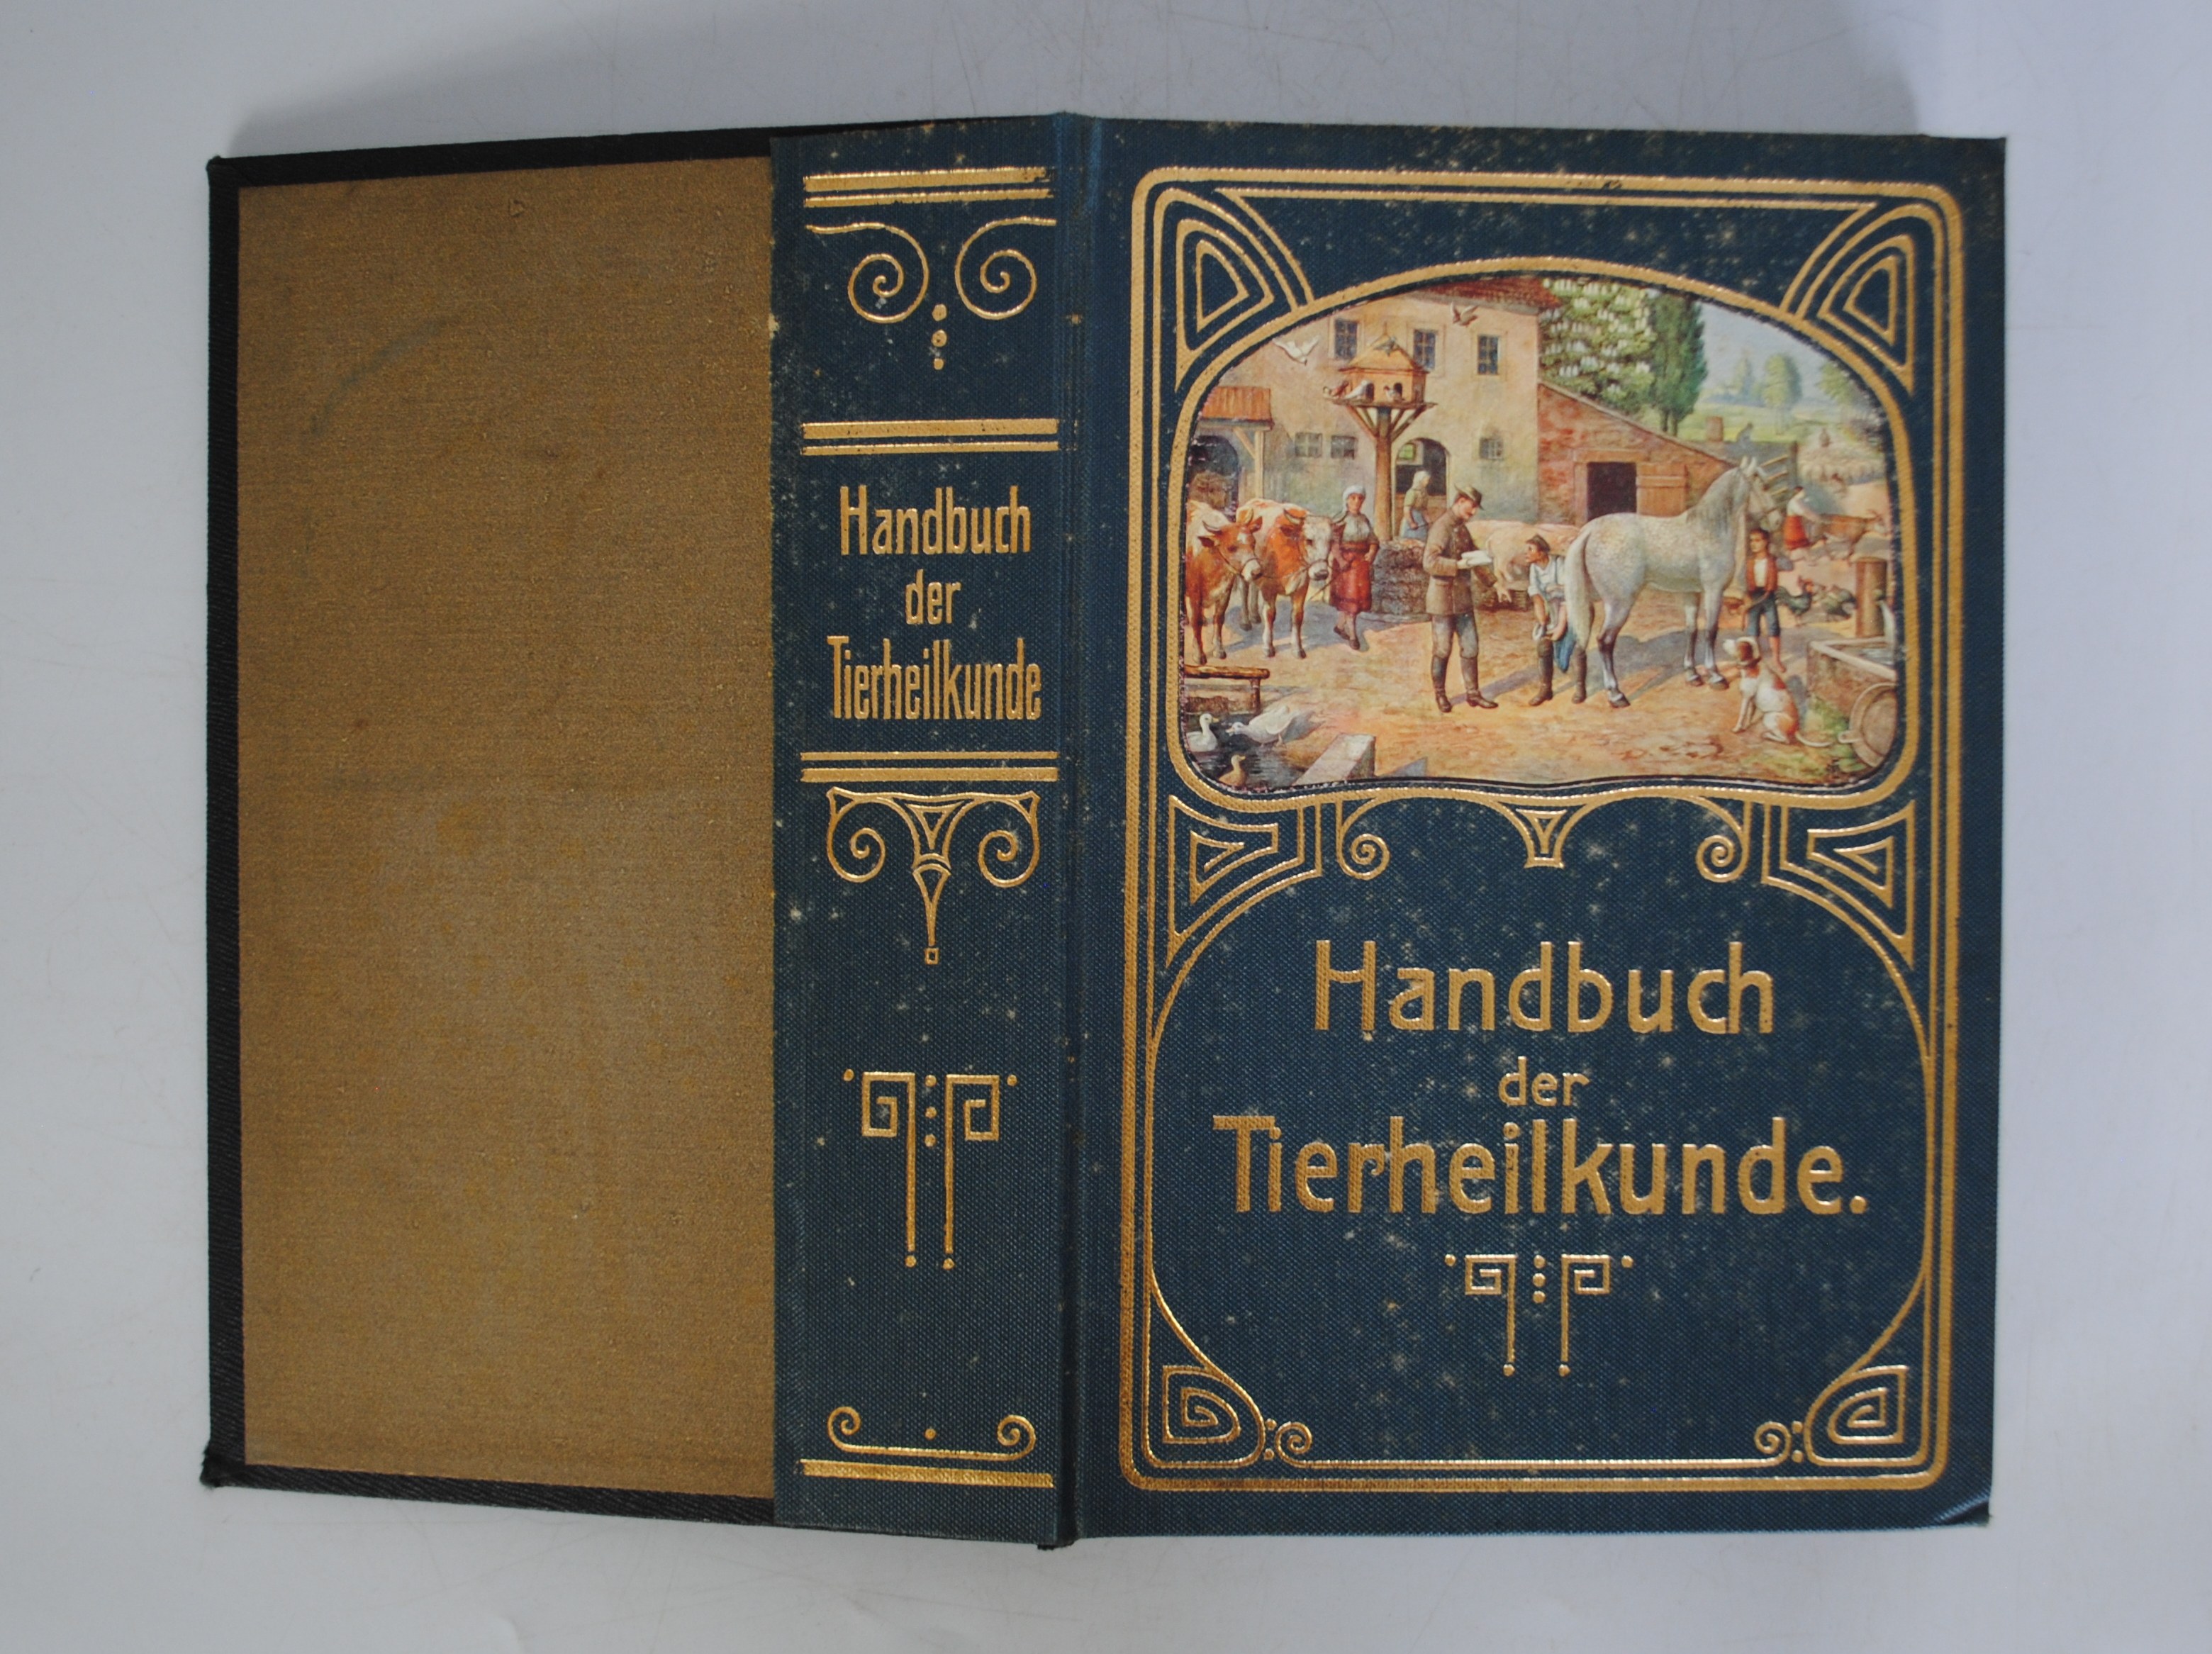 Handbuch
der
Tierheilkunde
Handbuch
der
Tierheilkunde.